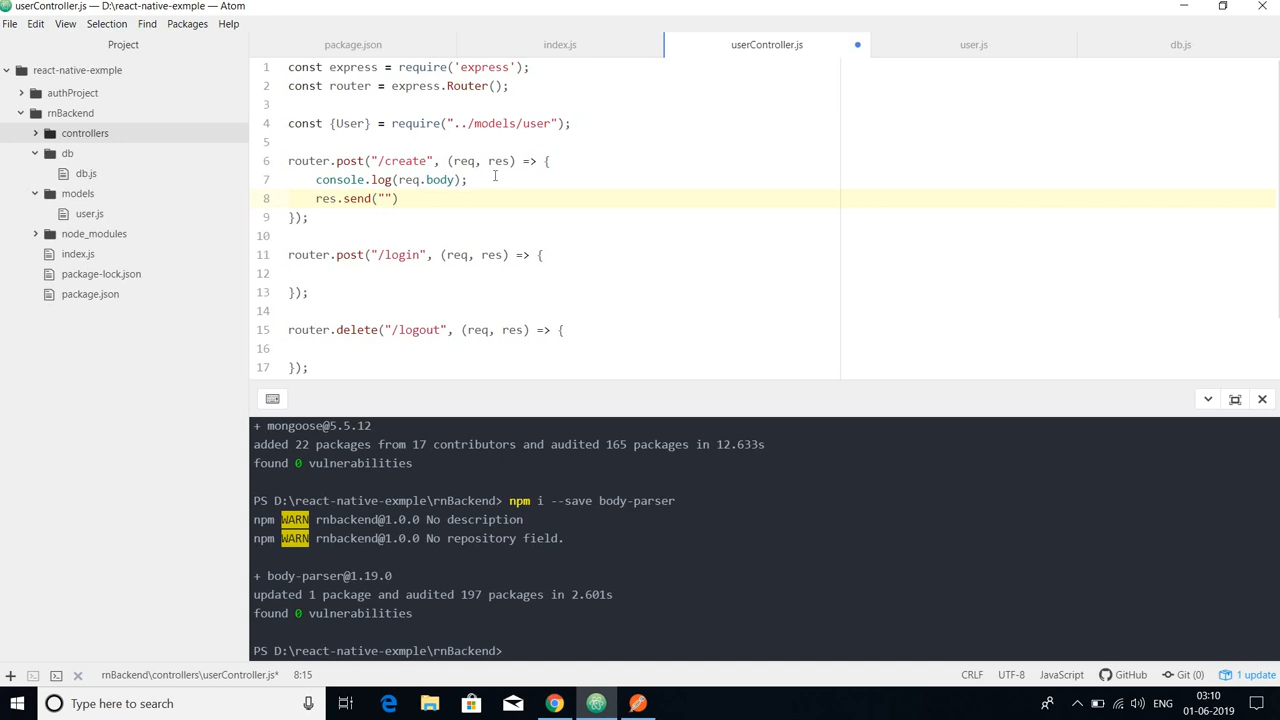 userController.js — D:\react-native-exmple — Atom
File Edit View Selection Find Packages Help
Project
package.json index.js userController.js user.js db.js
react-native-exmple
authProject
rnBackend
controllers
db
db.js
models
user.js
node_modules
index.js
package-lock.json
package.json
1 const express = require('express');
2 const router = express.Router();
3
4 const {User} = require("../models/user");
5
6 router.post("/create", (req, res) => {
7 console.log(req.body);
8 res.send("")
9 });
10
11 router.post("/login", (req, res) => {
12
13 });
14
15 router.delete("/logout", (req, res) => {
16
17 });
+ mongoose@5.5.12
added 22 packages from 17 contributors and audited 165 packages in 12.633s
found 0 vulnerabilities
PS D:\react-native-exmple\rnBackend> npm i --save body-parser
npm WARN rnbackend@1.0.0 No description
npm WARN rnbackend@1.0.0 No repository field.
+ body-parser@1.19.0
updated 1 package and audited 197 packages in 2.601s
found 0 vulnerabilities
PS D:\react-native-exmple\rnBackend>
rnBackend\controllers\userController.js* 8:15 CRLF UTF-8 JavaScript GitHub Git (0) 1 update
Type here to search
ENG
03:10
01-06-2019